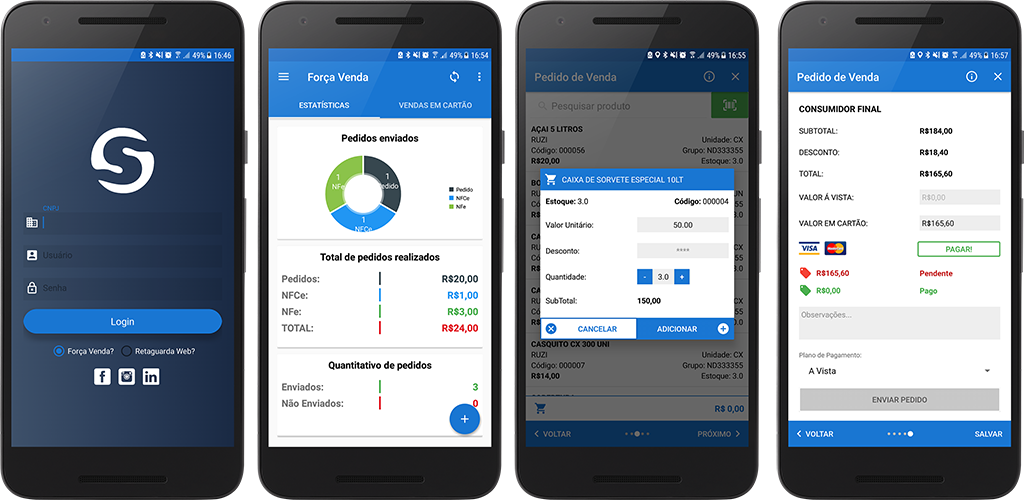 49% 16:46
CNPJ
Usuário
Senha
Login
Força Venda?
Retaguarda Web?
49% 16:54
Força Venda
ESTATÍSTICAS
VENDAS EM CARTÃO
Pedidos enviados
1
NFe
1
Pedido
1
NFCe
Pedido
NFCe
NFe
Total de pedidos realizados
Pedidos: R$20,00
NFCe: R$1,00
NFe: R$3,00
TOTAL: R$24,00
Quantitativo de pedidos
Enviados: 3
Não Enviados: 0
+
49% 16:55
Pedido de Venda
Pesquisar produto
AÇAI 5 LITROS
RUZI Unidade: CX
Código: 000056 Grupo: ND333355
R$20,00 Estoque: 3.0
CAIXA DE SORVETE ESPECIAL 10LT
Estoque: 3.0 Código: 000004
Valor Unitário: 50.00
Desconto: ****
Quantidade: - 3.0 +
SubTotal: 150,00
CANCELAR
ADICIONAR
CASQUITO CX 300 UNI
RUZI Unidade: CX
Código: 000007 Grupo: ND333355
R$14,00 Estoque: 3.0
R$ 0,00
VOLTAR
PRÓXIMO
49% 16:57
Pedido de Venda
CONSUMIDOR FINAL
SUBTOTAL: R$184,00
DESCONTO: R$18,40
TOTAL: R$165,60
VALOR Á VISTA: R$0,00
VALOR EM CARTÃO: R$165,60
VISA MasterCard PAGAR!
R$165,60 Pendente
R$0,00 Pago
Observações...
Plano de Pagamento:
A Vista
ENVIAR PEDIDO
VOLTAR
SALVAR